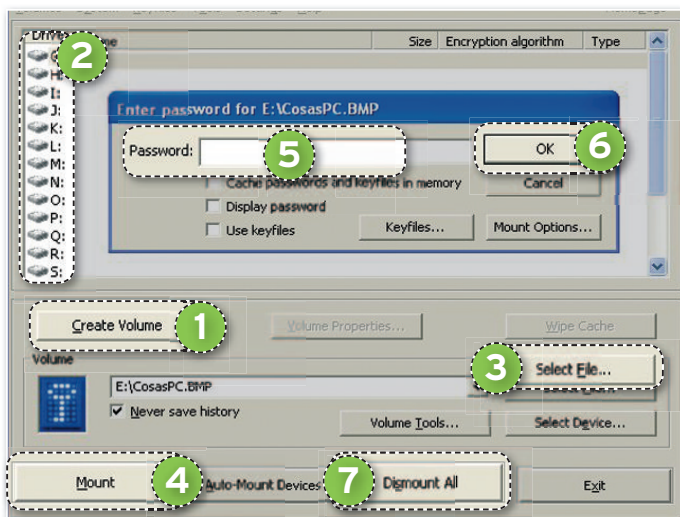 Drive
Size Encryption algorithm Type
2
H:
I:
J:
K:
L:
M:
N:
O:
P:
Q:
R:
S:
Enter password for E:\CosasPC.BMP
Password:
5
OK
6
Cache passwords and keyfiles in memory
Cancel
Display password
Use keyfiles
Keyfiles...
Mount Options...
Create Volume
1
Volume Properties...
Wipe Cache
Volume
3
Select File...
E:\CosasPC.BMP
Never save history
Volume Tools...
Select Device...
Mount
4
Auto-Mount Devices
7
Dismount All
Exit